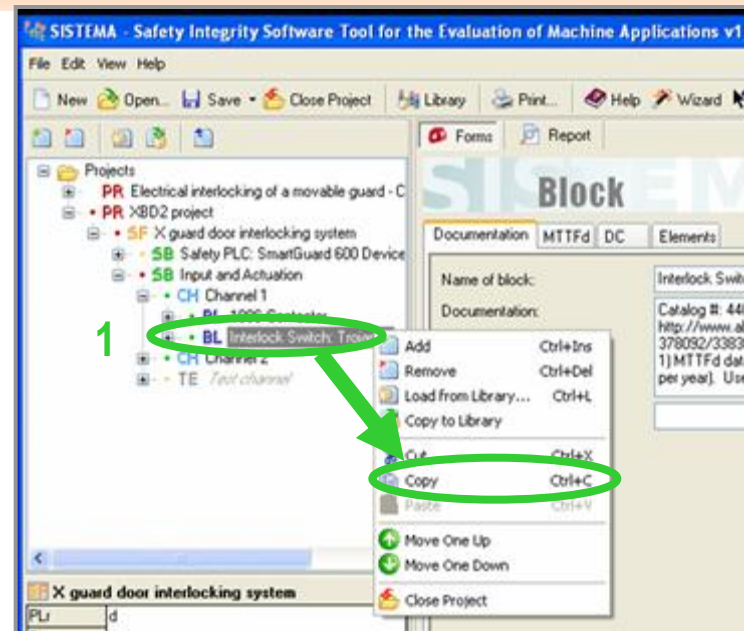 SISTEMA - Safety Integrity Software Tool for the Evaluation of Machine Applications v1
File Edit View Help
New Open... Save Close Project Library Print... Help Wizard
Forms Report
Projects
PR Electrical interlocking of a movable guard - C
PR XBD2 project
SF X guard door interlocking system
SB Safety PLC: SmartGuard 600 Device
SB Input and Actuation
CH Channel 1
BL
1 BL Interlock Switch:
CH Channel 2
TE Test channel
SISTEM
Block
Documentation MTTFd DC Elements
Name of block: Interlock Swit
Documentation: Catalog #: 440
378092/3383
1) MTTFd dat
per year). Use
Add Ctrl+Ins
Remove Ctrl+Del
Load from Library... Ctrl+L
Copy to Library
Cut Ctrl+X
Copy Ctrl+C
Paste Ctrl+V
Move One Up
Move One Down
Close Project
X guard door interlocking system
PLr d